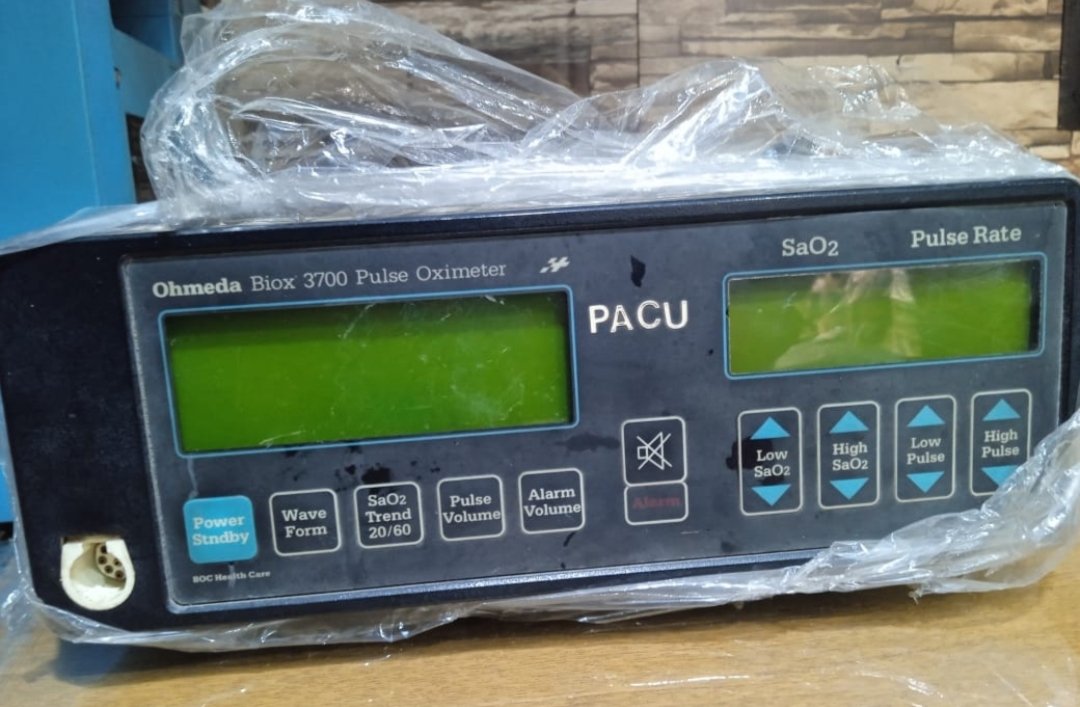 SaO2 Pulse Rate
Ohmeda Biox 3700 Pulse Oximeter
PACU
Low
SaO2
High
SaO2
Low
Pulse
High
Pulse
Power
Stndby
Wave
Form
SaO2
Trend
20/60
Pulse
Volume
Alarm
Volume
Alarm
BOC Health Care